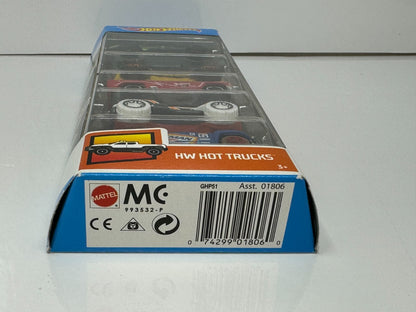 HW HOT TRUCKS
3+
MATTEL
MC
993532-P
CE
GHP51
Asst. 01806
0 74299 01806 0